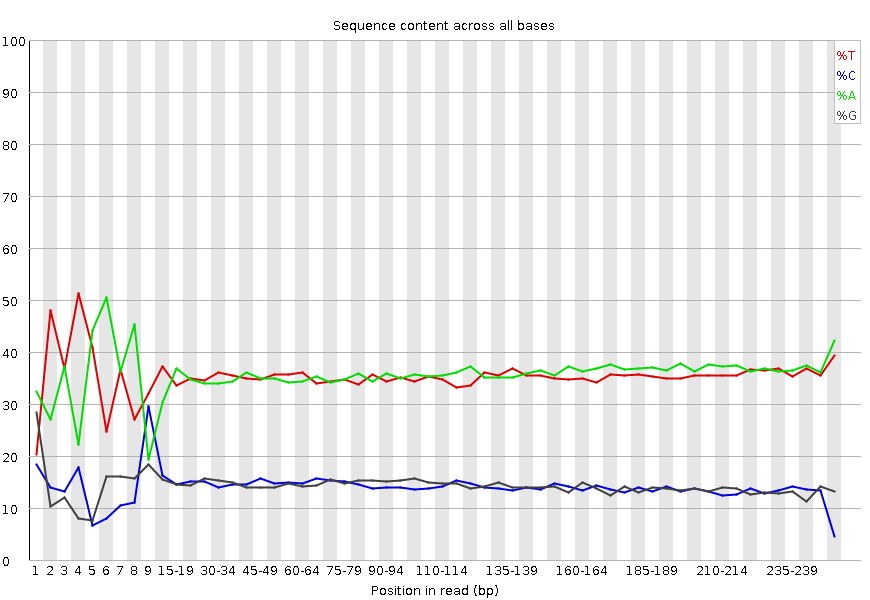 Sequence content across all bases
100
90
80
70
60
50
40
30
20
10
0
%T
%C
%A
%G
1 2 3 4 5 6 7 8 9 15-19 30-34 45-49 60-64 75-79 90-94 110-114 135-139 160-164 185-189 210-214 235-239
Position in read (bp)